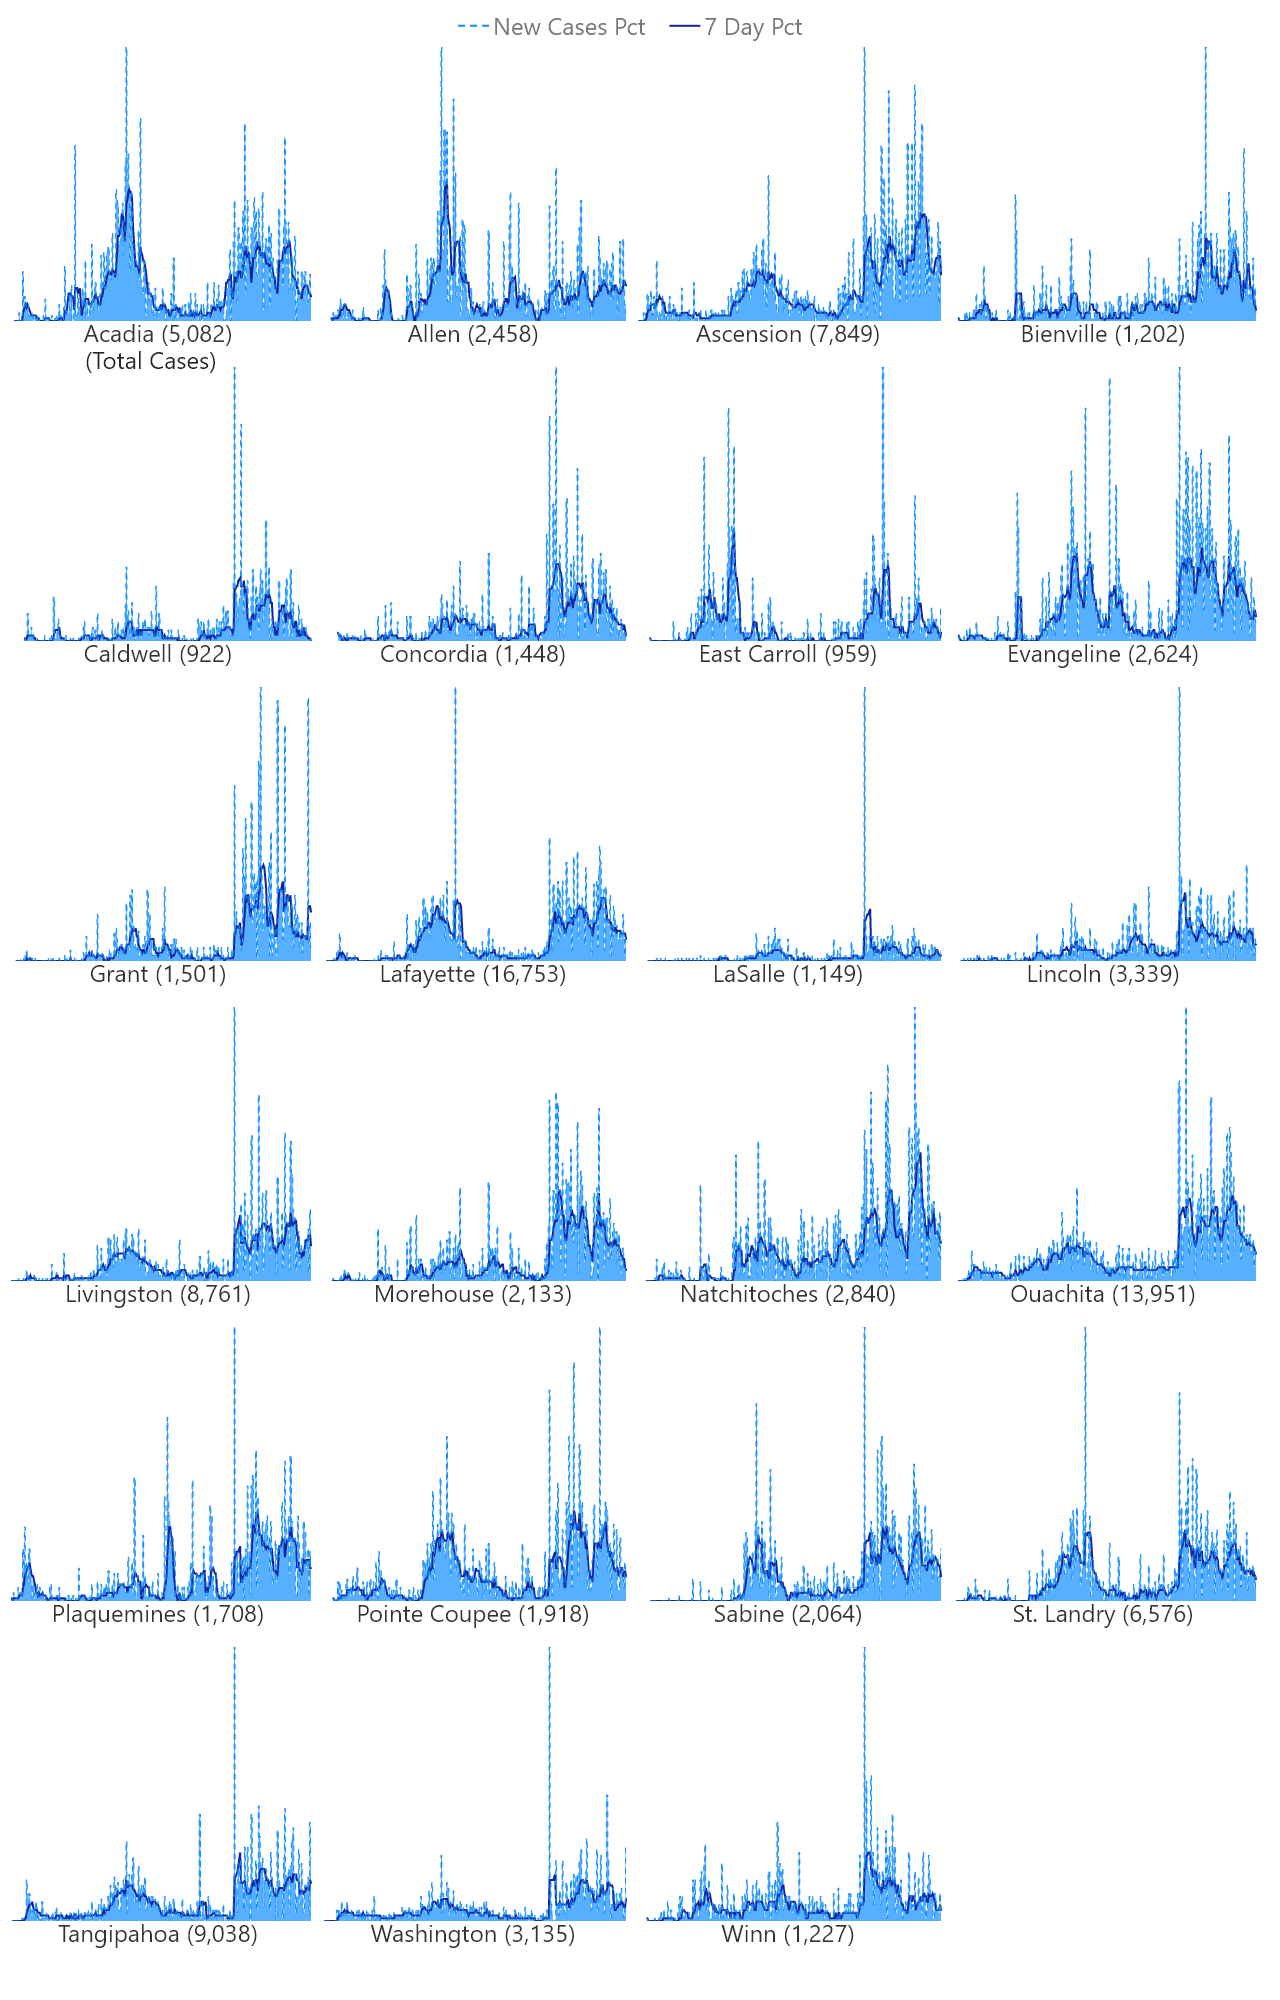 New Cases Pct 7 Day Pct
Acadia (5,082) Allen (2,458) Ascension (7,849) Bienville (1,202)
(Total Cases)
Caldwell (922) Concordia (1,448) East Carroll (959) Evangeline (2,624)
Grant (1,501) Lafayette (16,753) LaSalle (1,149) Lincoln (3,339)
Livingston (8,761) Morehouse (2,133) Natchitoches (2,840) Ouachita (13,951)
Plaquemines (1,708) Pointe Coupee (1,918) Sabine (2,064) St. Landry (6,576)
Tangipahoa (9,038) Washington (3,135) Winn (1,227)